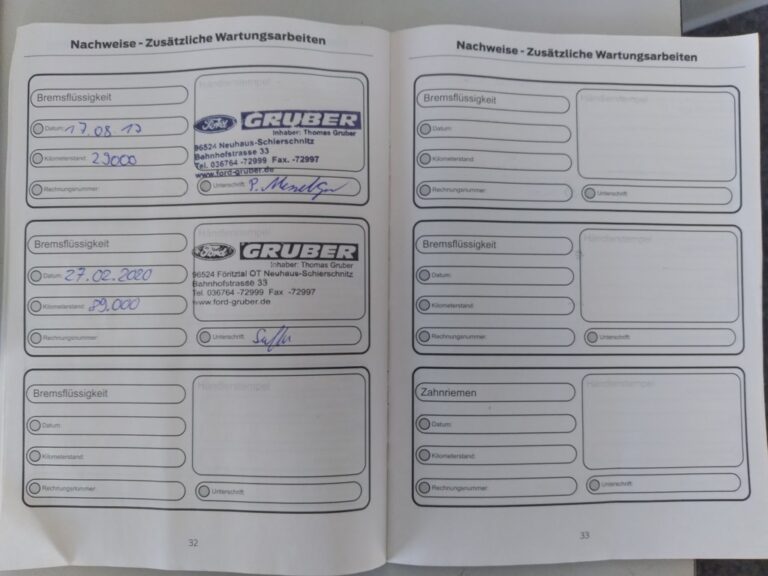 Nachweise - Zusätzliche Wartungsarbeiten
Bremsflüssigkeit
Händlerstempel
Datum: 17.08.17
Kilometerstand: 29000
Rechnungsnummer:
Ford GRUBER
Inhaber: Thomas Gruber
96524 Neuhaus-Schierschnitz
Bahnhofstrasse 33
Tel. 036764 -72999 Fax. -72997
www.ford-gruber.de
Unterschrift:
Bremsflüssigkeit
Datum: 27.02.2020
Kilometerstand: 89.000
Rechnungsnummer:
Ford GRUBER
Inhaber: Thomas Gruber
96524 Föritztal OT Neuhaus-Schierschnitz
Bahnhofstrasse 33
Tel. 036764 -72999 Fax -72997
www.ford-gruber.de
Unterschrift:
Bremsflüssigkeit
Händlerstempel
Datum:
Kilometerstand:
Rechnungsnummer:
Unterschrift:
32
Nachweise - Zusätzliche Wartungsarbeiten
Bremsflüssigkeit
Händlerstempel
Datum:
Kilometerstand:
Rechnungsnummer:
Unterschrift:
Bremsflüssigkeit
Händlerstempel
Datum:
Kilometerstand:
Rechnungsnummer:
Unterschrift:
Zahnriemen
Händlerstempel
Datum:
Kilometerstand:
Rechnungsnummer:
Unterschrift:
33